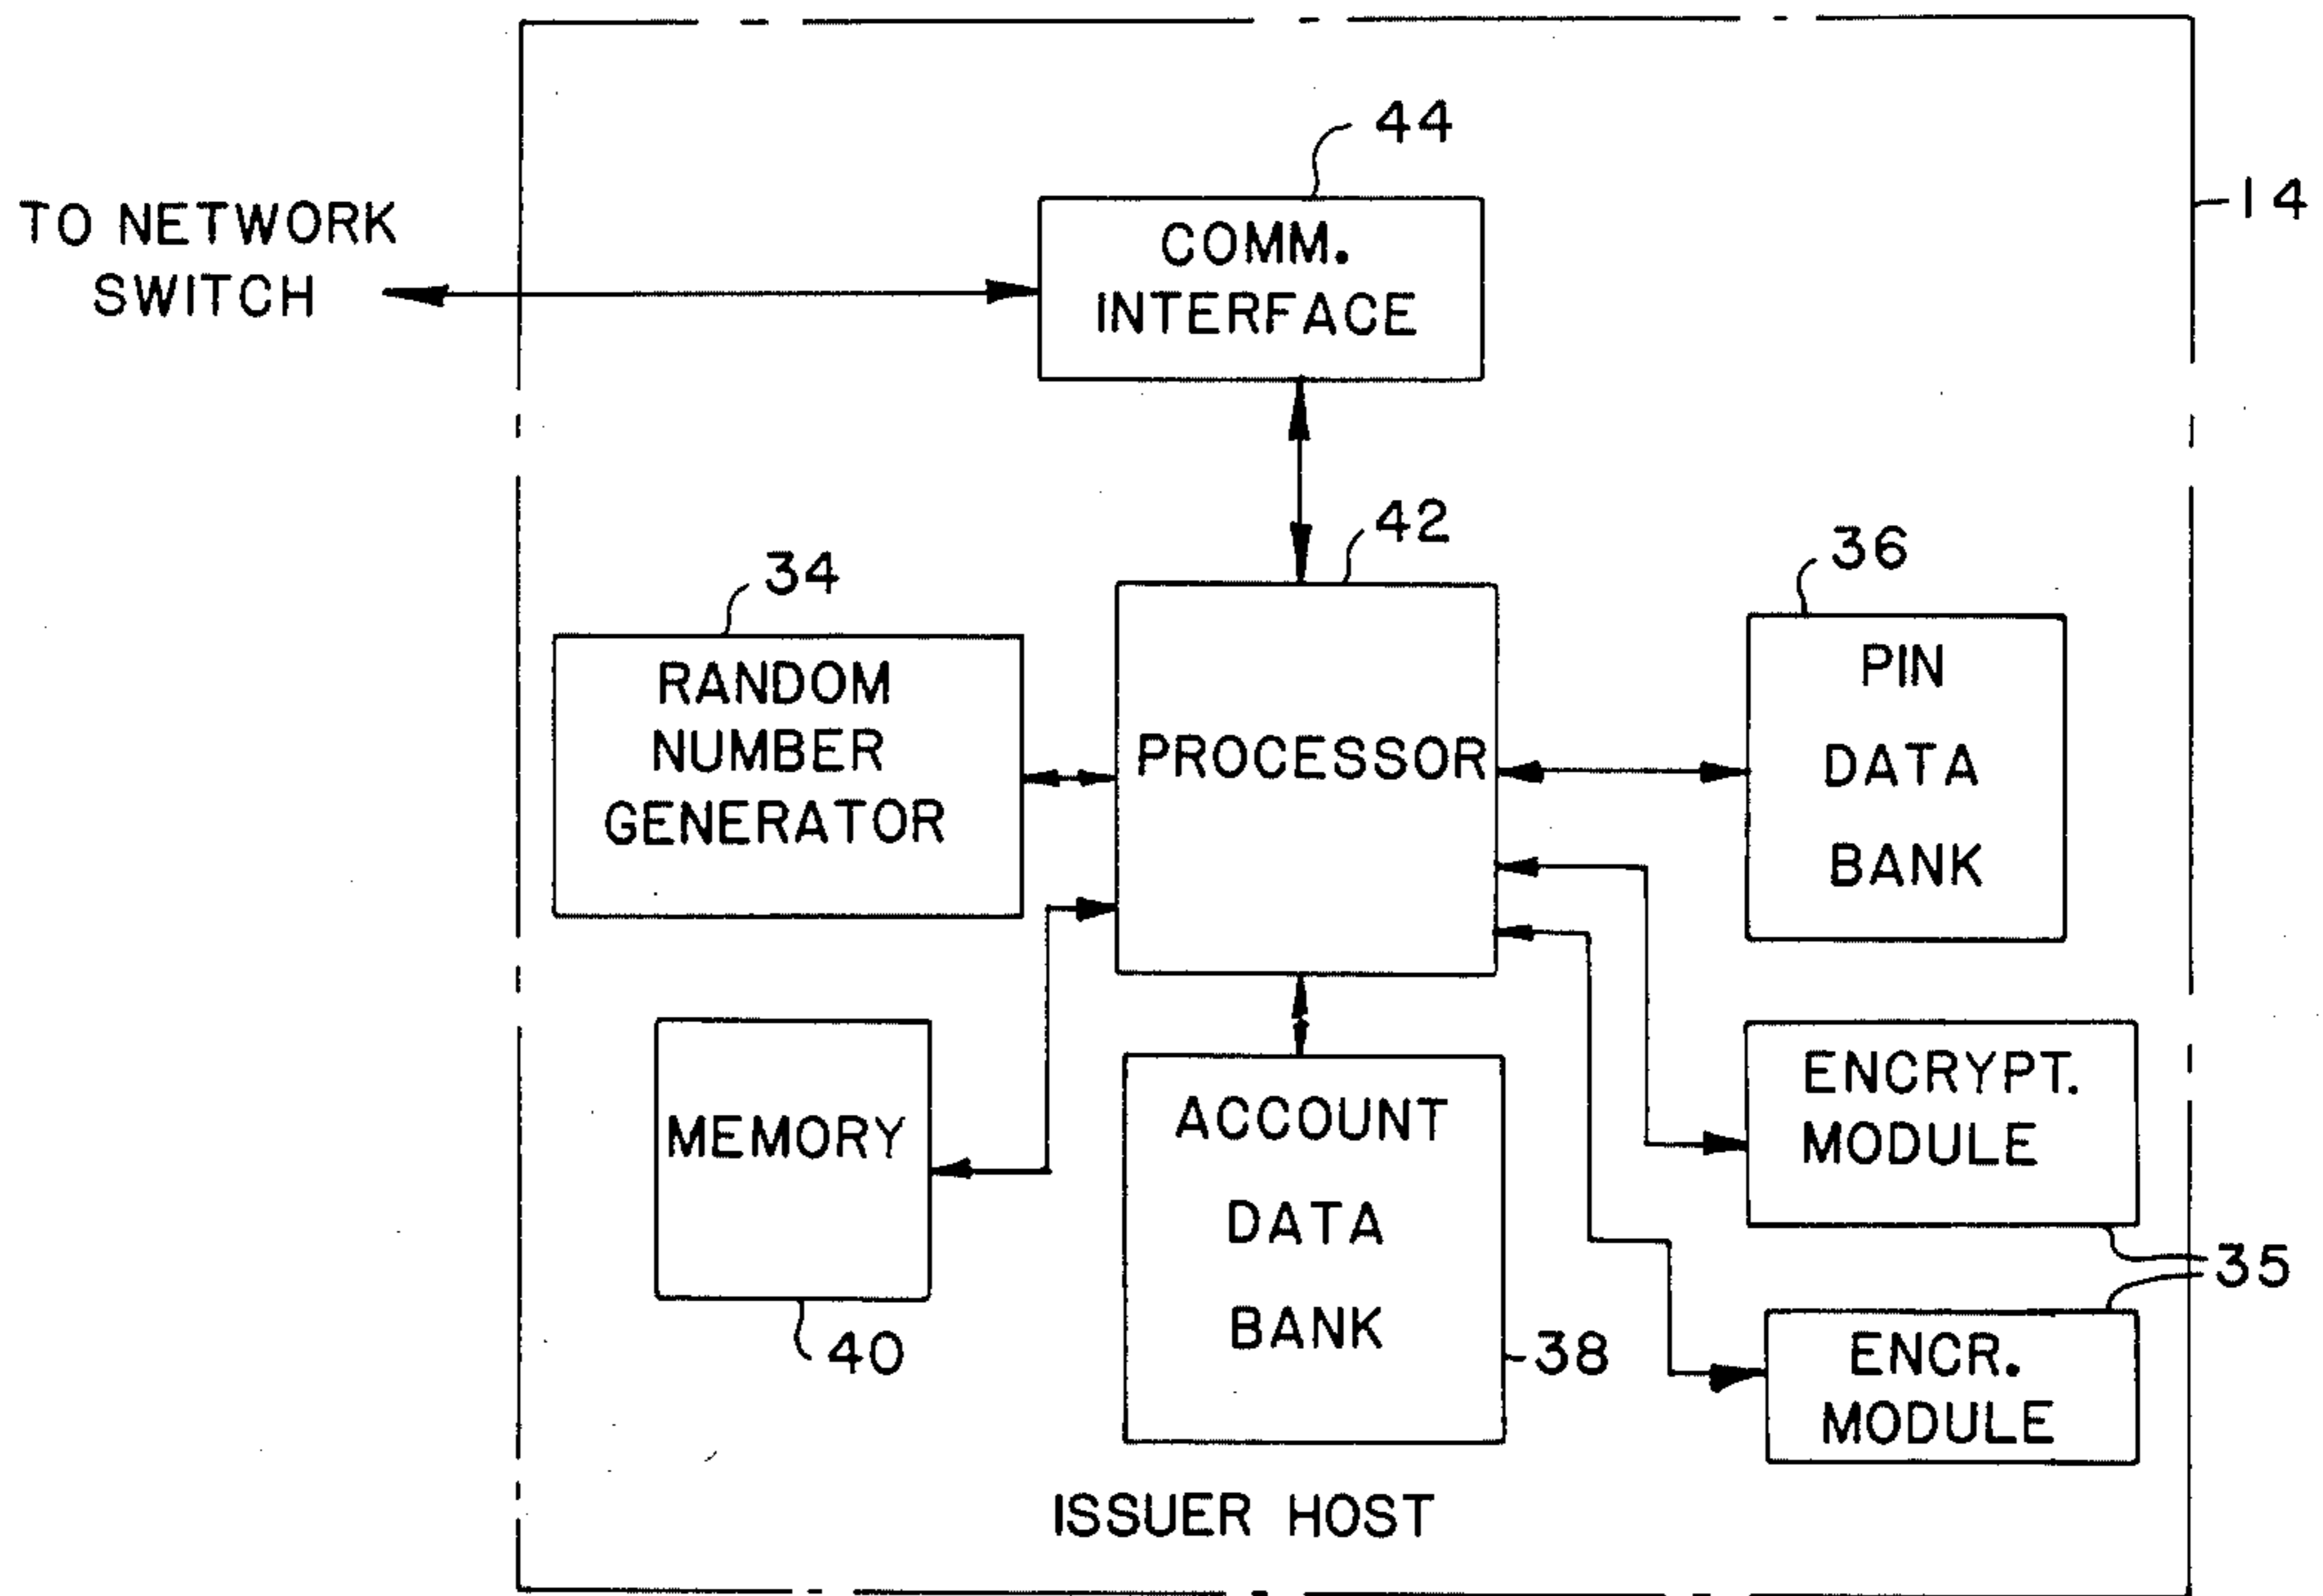 44
14
TO NETWORK
SWITCH
COMM.
INTERFACE
42
36
34
RANDOM
NUMBER
GENERATOR
PROCESSOR
PIN
DATA
BANK
MEMORY
40
ACCOUNT
DATA
BANK
38
ENCRYPT.
MODULE
35
ENCR.
MODULE
ISSUER HOST